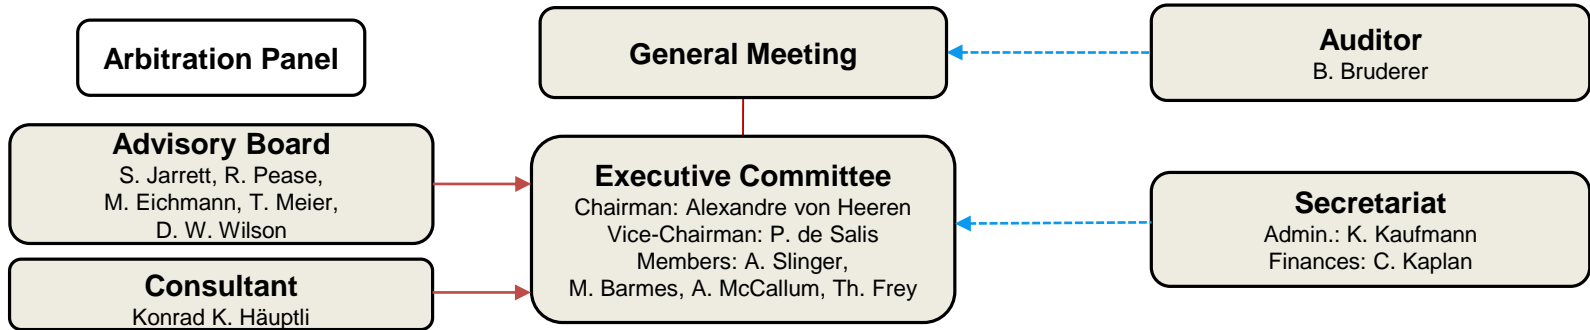 Arbitration Panel
General Meeting
Auditor
B. Bruderer
Advisory Board
S. Jarrett, R. Pease,
M. Eichmann, T. Meier,
D. W. Wilson
Executive Committee
Chairman: Alexandre von Heeren
Vice-Chairman: P. de Salis
Members: A. Slinger,
M. Barmes, A. McCallum, Th. Frey
Secretariat
Admin.: K. Kaufmann
Finances: C. Kaplan
Consultant
Konrad K. Häuptli